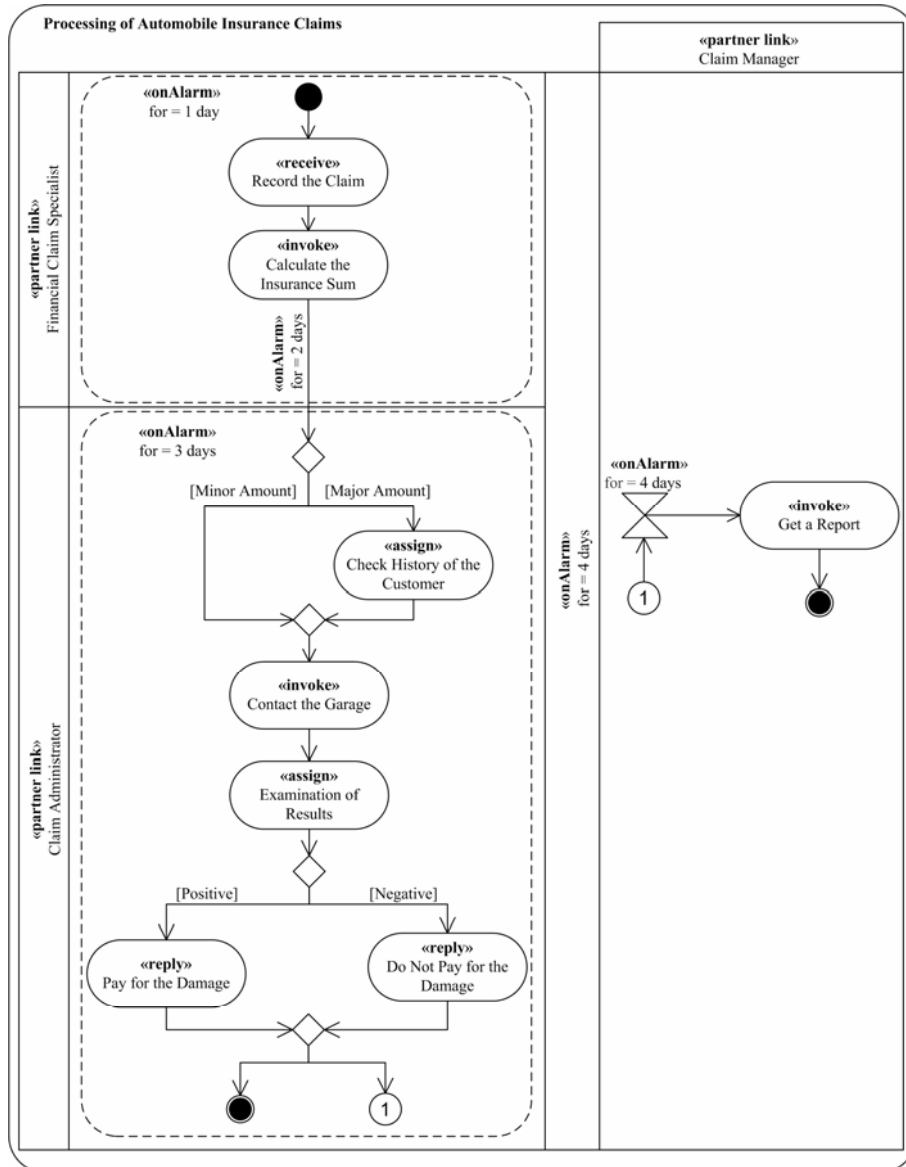 Processing of Automobile Insurance Claims
«partner link»
Claim Manager
«partner link»
Financial Claim Specialist
«onAlarm»
for = 1 day
«receive»
Record the Claim
«invoke»
Calculate the
Insurance Sum
«onAlarm»
for = 2 days
«partner link»
Claim Administrator
«onAlarm»
for = 3 days
[Minor Amount]
[Major Amount]
«assign»
Check History of the
Customer
«invoke»
Contact the Garage
«assign»
Examination of
Results
[Positive]
[Negative]
«reply»
Pay for the Damage
«reply»
Do Not Pay for the
Damage
1
«onAlarm»
for = 4 days
«onAlarm»
for = 4 days
«invoke»
Get a Report
1